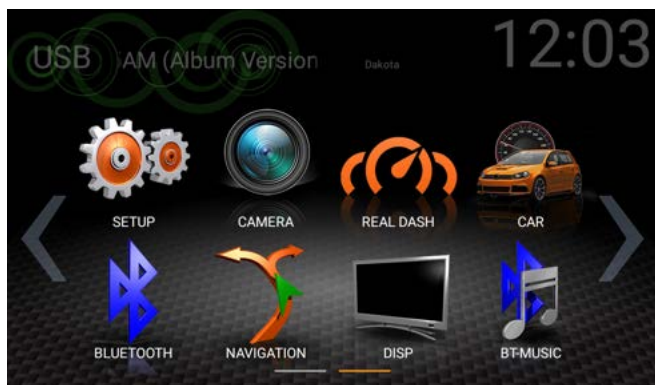 USB AM (Album Version Dakota 12:03
SETUP CAMERA REAL DASH CAR
BLUETOOTH NAVIGATION DISP BT-MUSIC